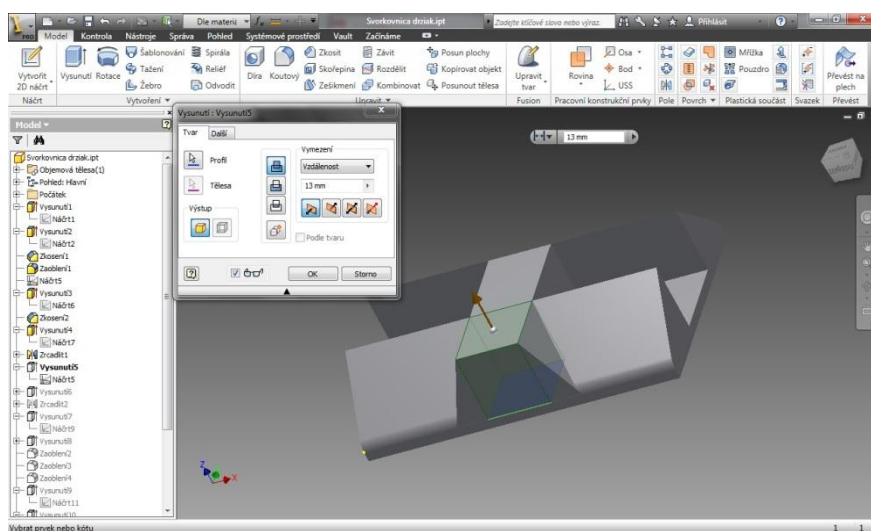 Dle materiá
Svorkovnica drziak.ipt
Zadejte klíčové slovo nebo výraz.
Přihlásit
PRO
Model Kontrola Nástroje Správa Pohled Systémové prostředí Vault Začínáme
Vytvořit 2D náčrt
Vysunutí
Rotace
Šablonování
Tažení
Žebro
Spirála
Reliéf
Odvodit
Díra
Koutový
Zkosit
Skořepina
Zešikmení
Závit
Rozdělit
Kombinovat
Posun plochy
Kopírovat objekt
Posunout tělesa
Upravit tvar
Rovina
Osa
Bod
USS
Mřížka
Pouzdro
Převést na plech
Náčrt
Vytvoření
Upravit
Fusion
Pracovní konstrukční prvky
Pole
Povrch
Plastická součást
Svazek
Převést
Model
Svorkovnica drziak.ipt
Objemová tělesa(1)
Pohled: Hlavní
Počátek
Vysunutí1
Náčrt1
Vysunutí2
Náčrt2
Zkosení1
Zaoblení1
Náčrt5
Vysunutí3
Náčrt6
Zkosení2
Vysunutí4
Náčrt7
Zrcadlit1
Vysunutí5
Náčrt5
Vysunutí6
Zrcadlit2
Vysunutí7
Náčrt9
Vysunutí8
Zaoblení2
Zaoblení3
Zaoblení4
Vysunutí9
Náčrt11
Vysunutí10
Vysunutí : Vysunutí5
Tvar Další
Profil
Tělesa
Výstup
Vymezení
Vzdálenost
13 mm
Podle tvaru
OK
Storno
13 mm
Z
X
Vybrat prvek nebo kótu
1 1